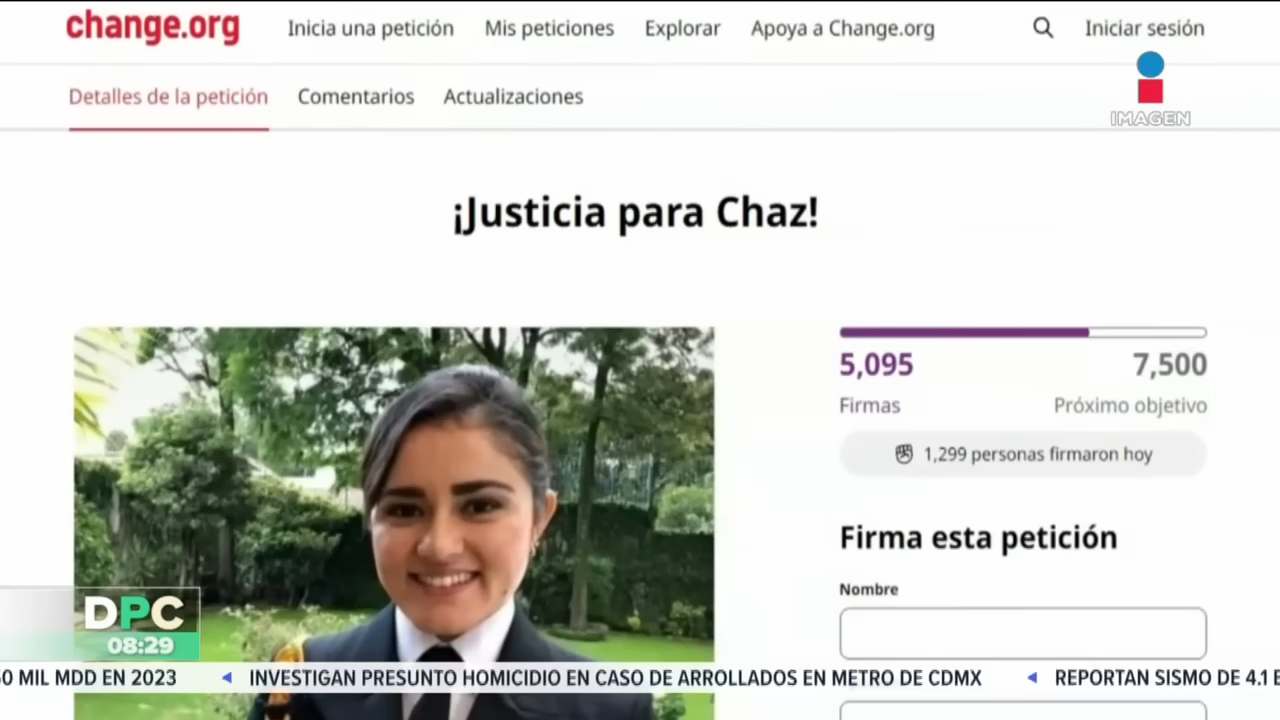 change.org
Inicia una petición
Mis peticiones
Explorar
Apoya a Change.org
Iniciar sesión
Detalles de la petición
Comentarios
Actualizaciones
IMAGEN
¡Justicia para Chaz!
5,095
7,500
Firmas
Próximo objetivo
1,299 personas firmaron hoy
Firma esta petición
Nombre
DPC
08:29
0 MIL MDD EN 2023 INVESTIGAN PRESUNTO HOMICIDIO EN CASO DE ARROLLADOS EN METRO DE CDMX REPORTAN SISMO DE 4.1